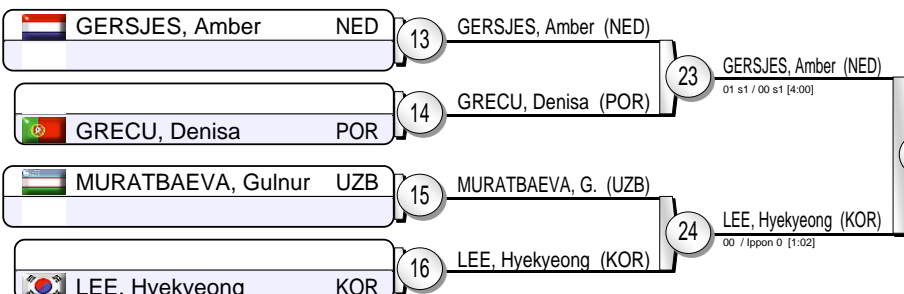 GERSJES, Amber NED
13
GERSJES, Amber (NED)
23
GERSJES, Amber (NED)
01 s1 / 00 s1 [4:00]
14
GRECU, Denisa (POR)
GRECU, Denisa POR
MURATBAEVA, Gulnur UZB
15
MURATBAEVA, G. (UZB)
24
LEE, Hyekyeong (KOR)
00 / Ippon 0 [1:02]
16
LEE, Hyekyeong (KOR)
LEE, Hyekyeong KOR